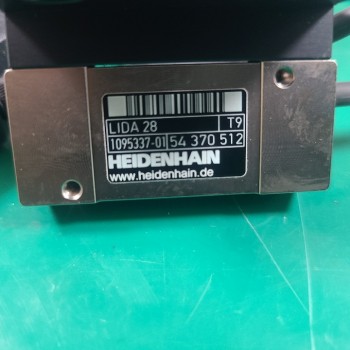 LIDA 28 T9
1095337-01 54 370 512
HEIDENHAIN
www.heidenhain.de